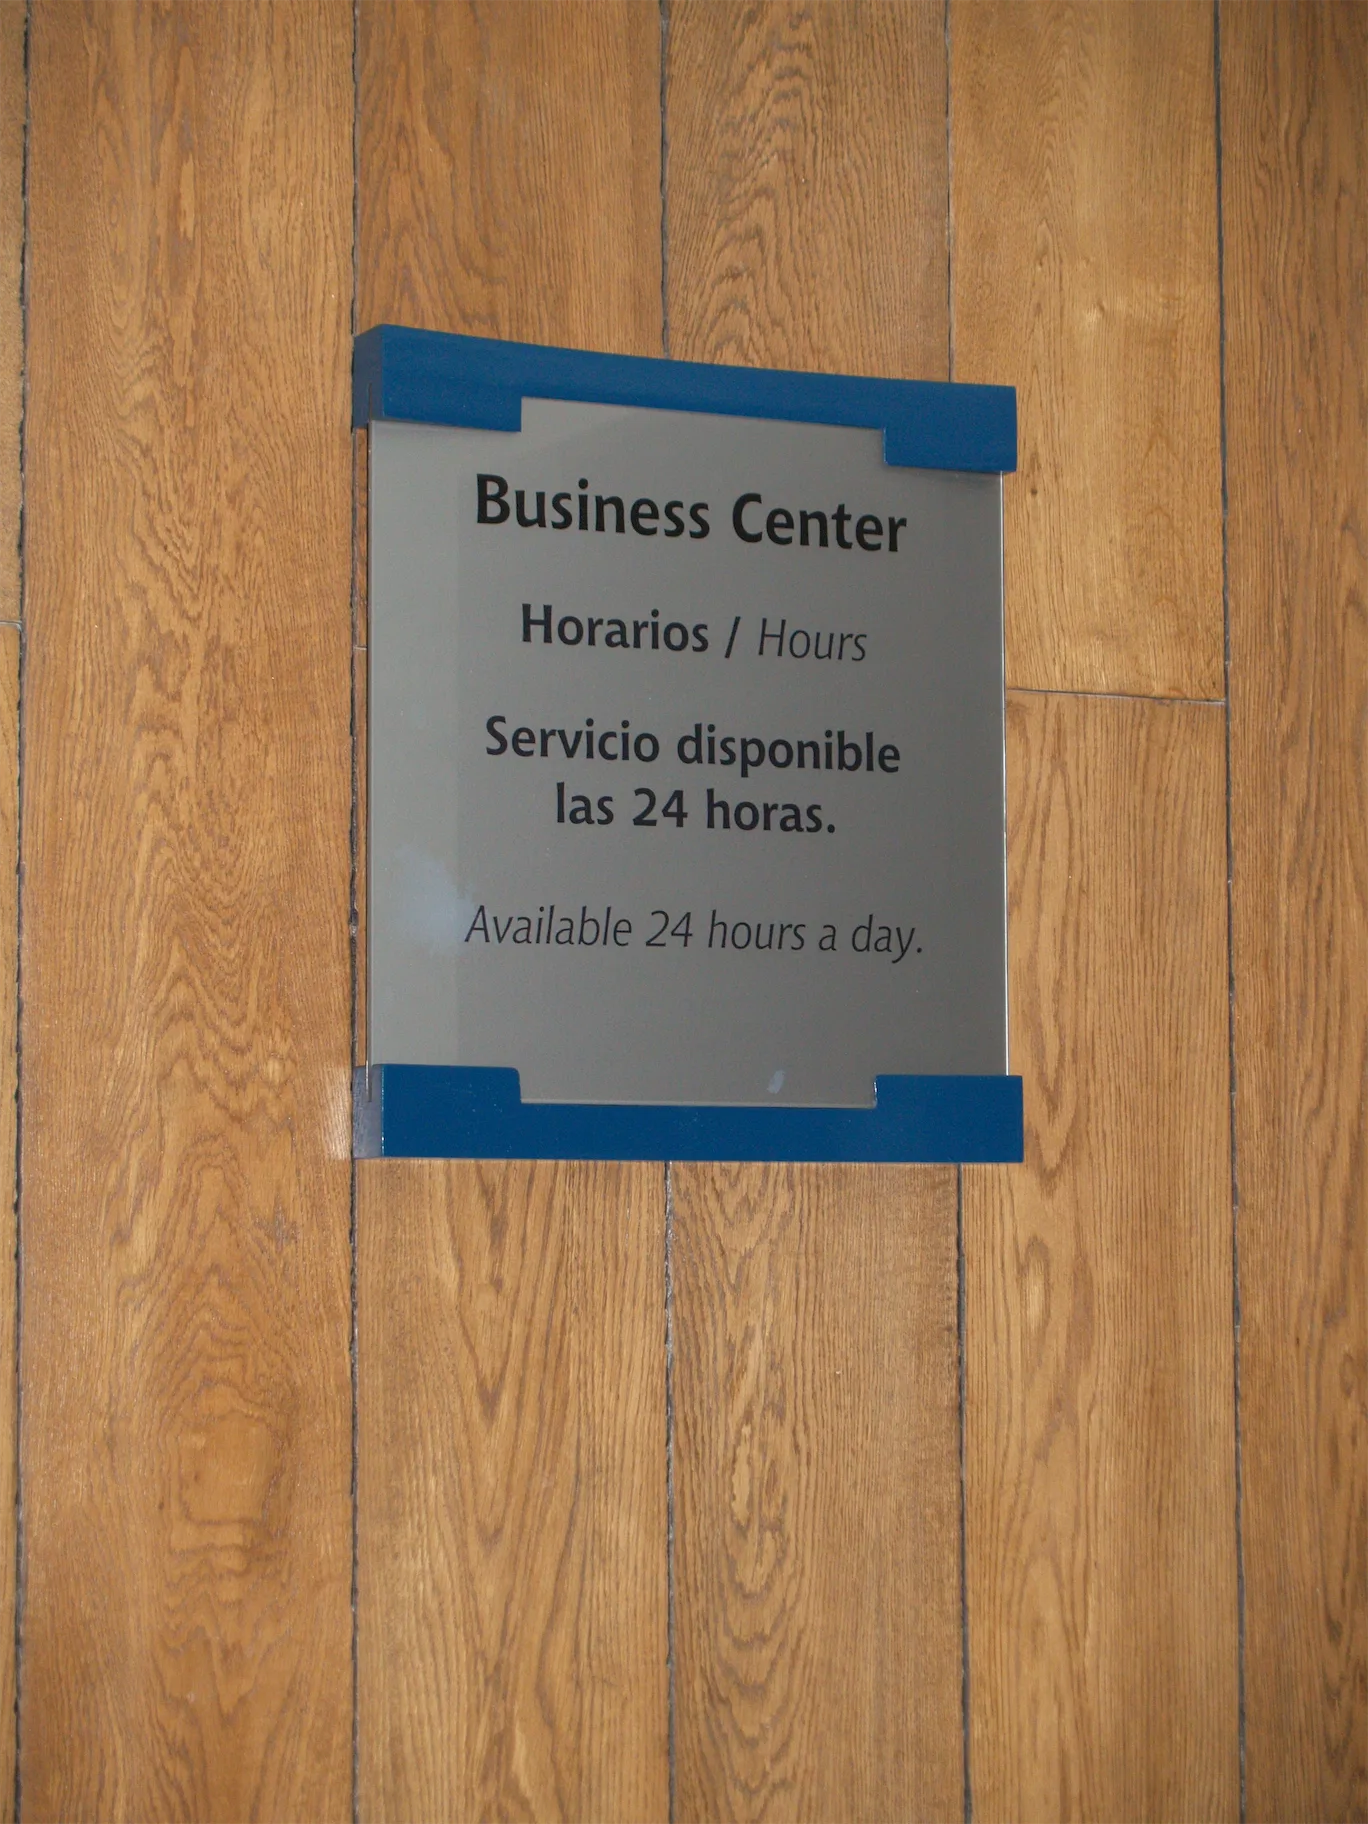 Business Center
Horarios / Hours
Servicio disponible
las 24 horas.
Available 24 hours a day.